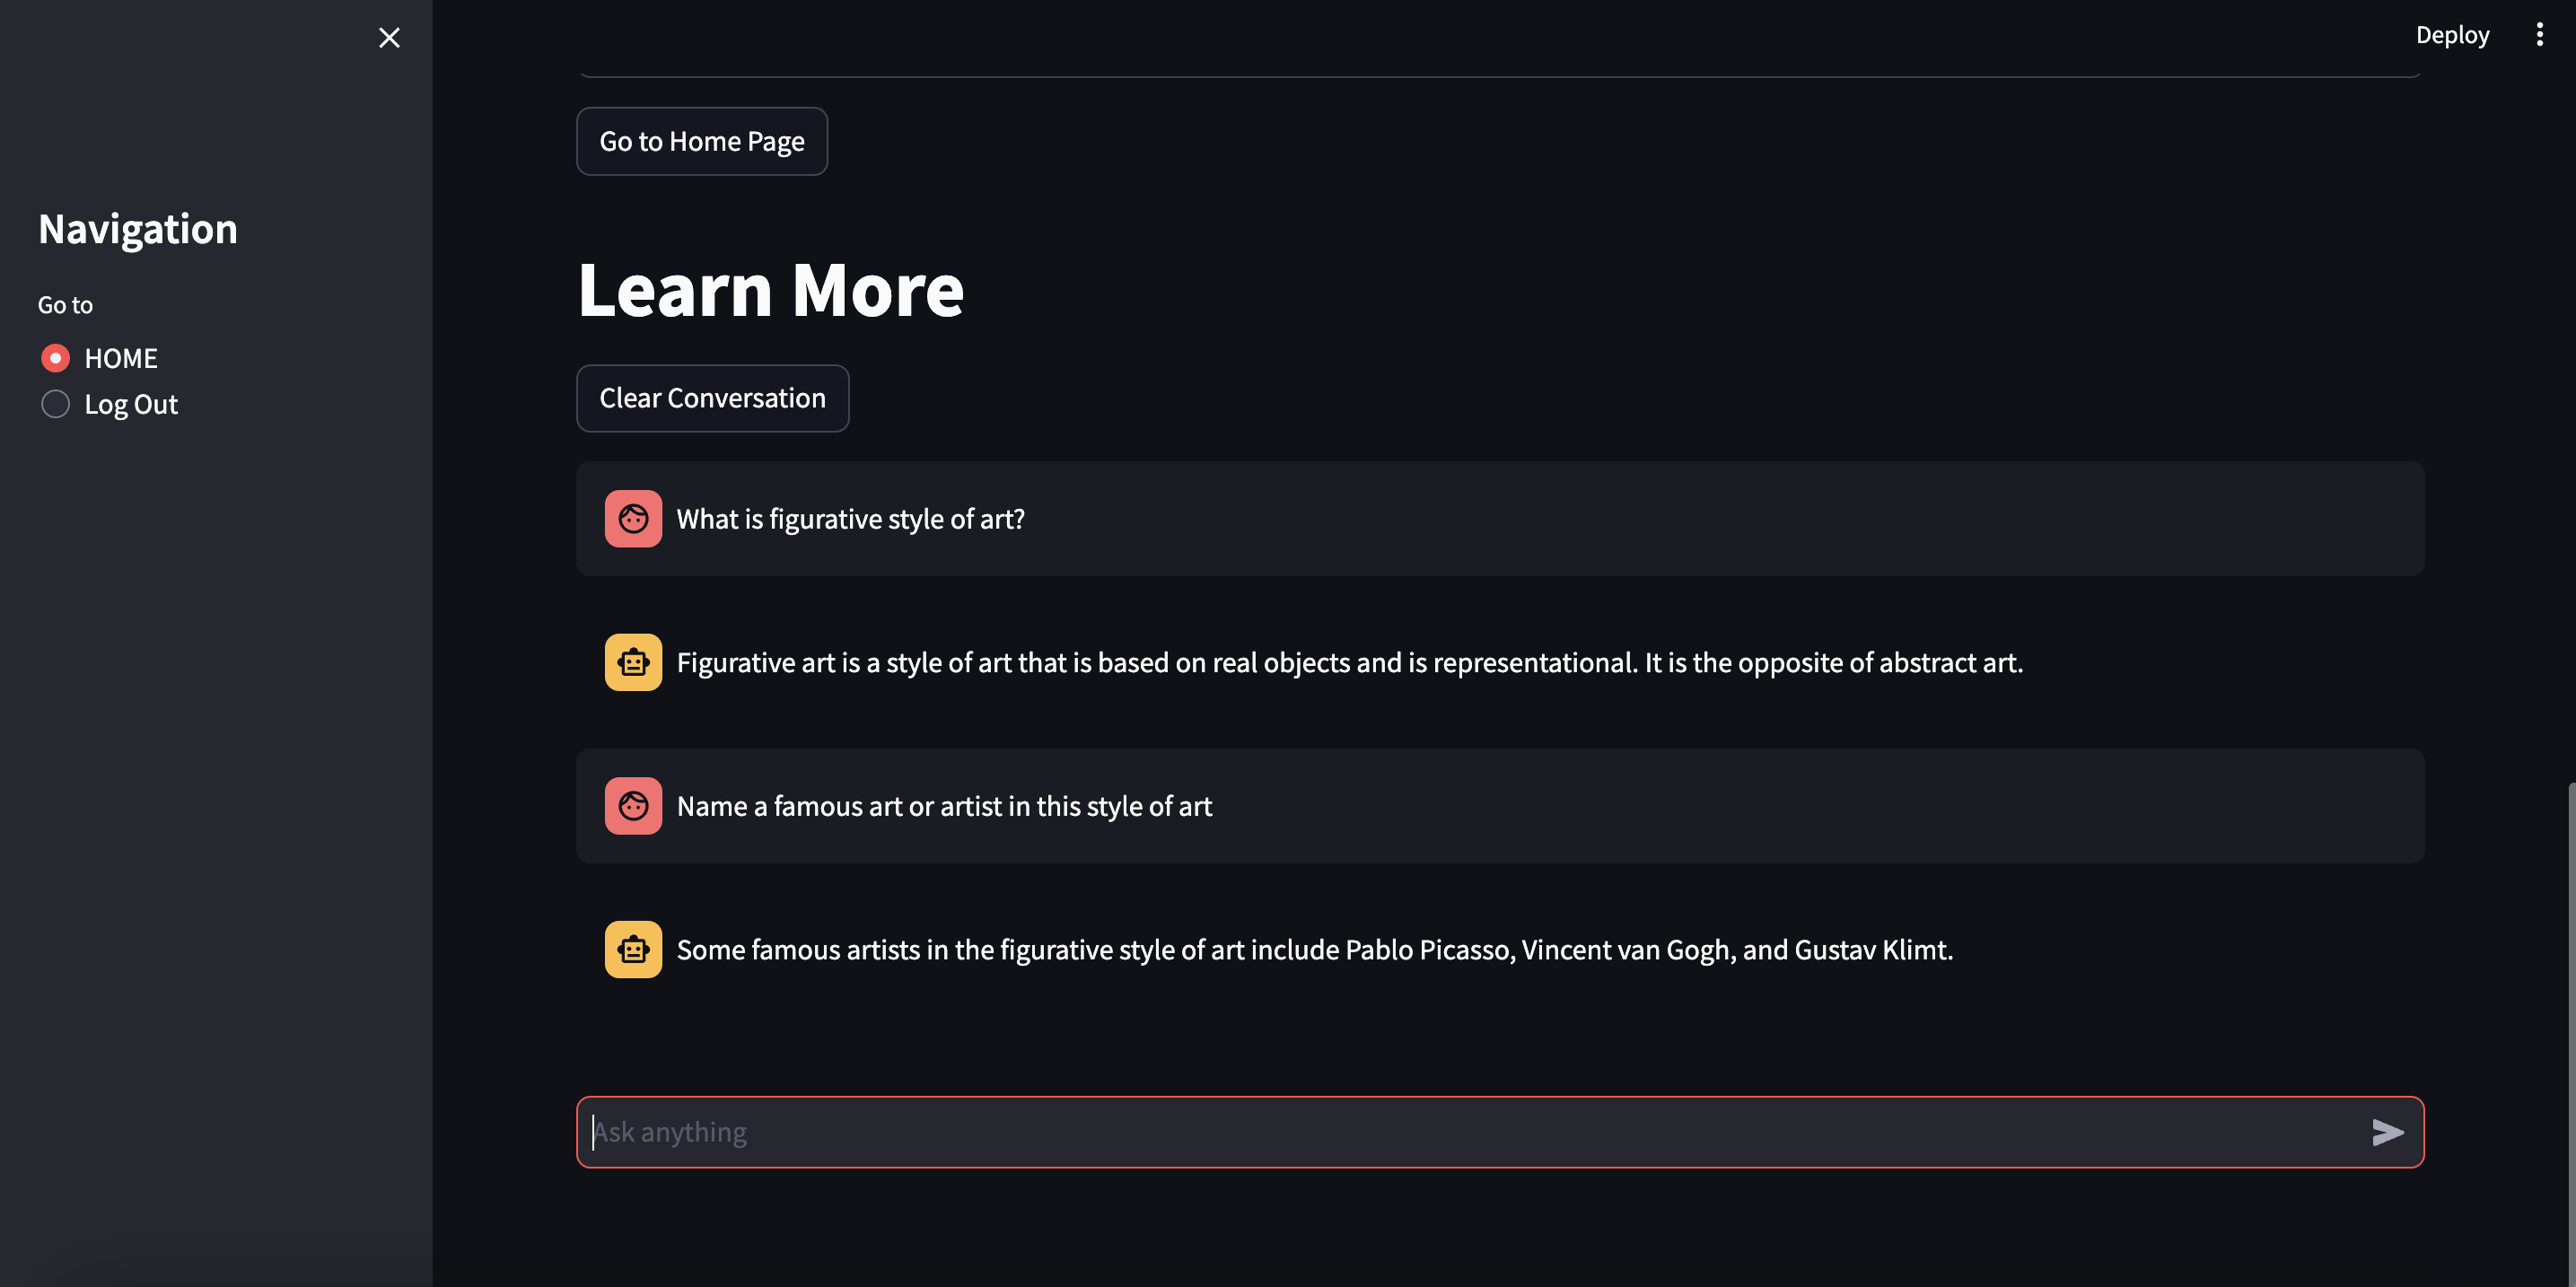 Deploy
Navigation
Go to
HOME
Log Out
Go to Home Page
Learn More
Clear Conversation
What is figurative style of art?
Figurative art is a style of art that is based on real objects and is representational. It is the opposite of abstract art.
Name a famous art or artist in this style of art
Some famous artists in the figurative style of art include Pablo Picasso, Vincent van Gogh, and Gustav Klimt.
Ask anything